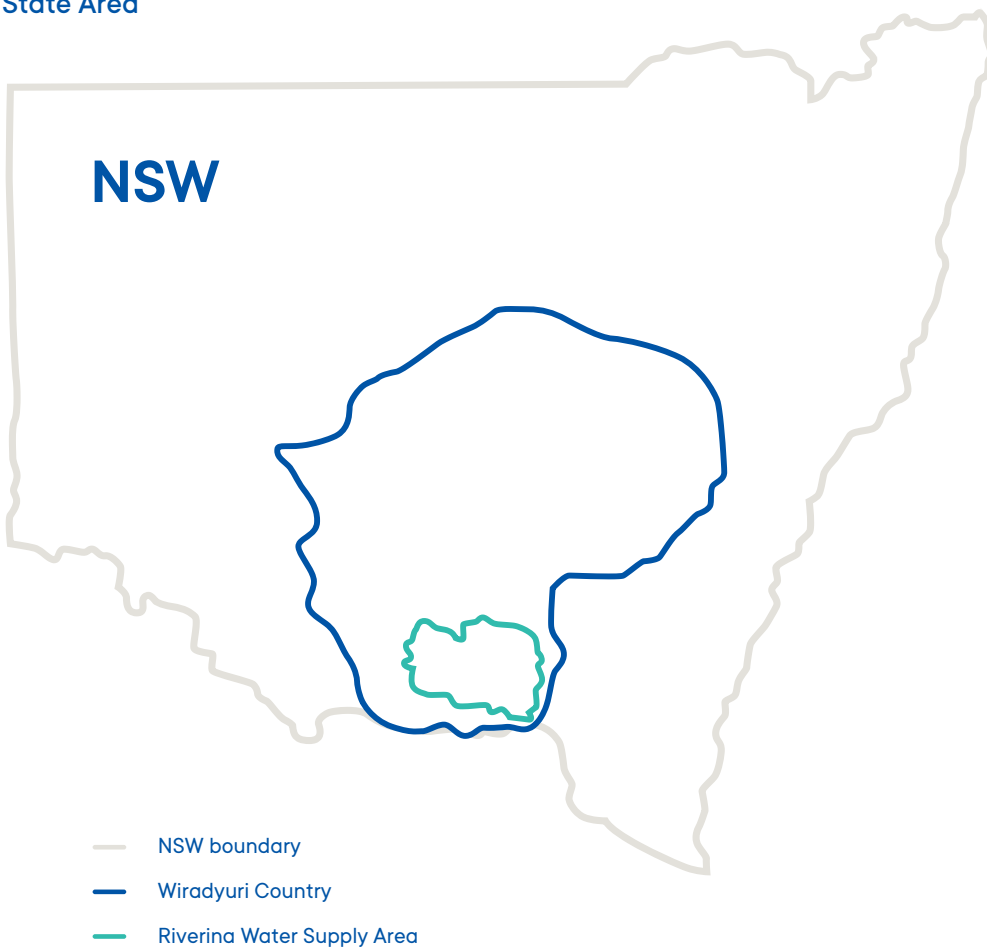 State Area
NSW
NSW boundary
Wiradyuri Country
Riverina Water Supply Area